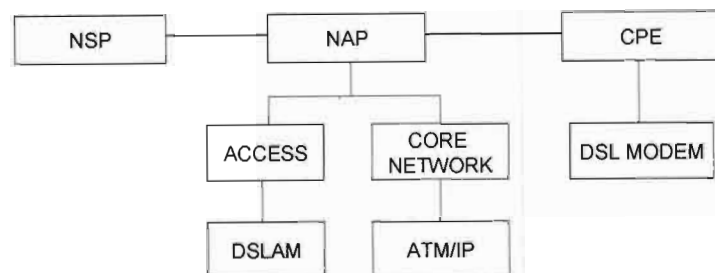 NSP
NAP
CPE
ACCESS
CORE
NETWORK
DSL MODEM
DSLAM
ATM/IP